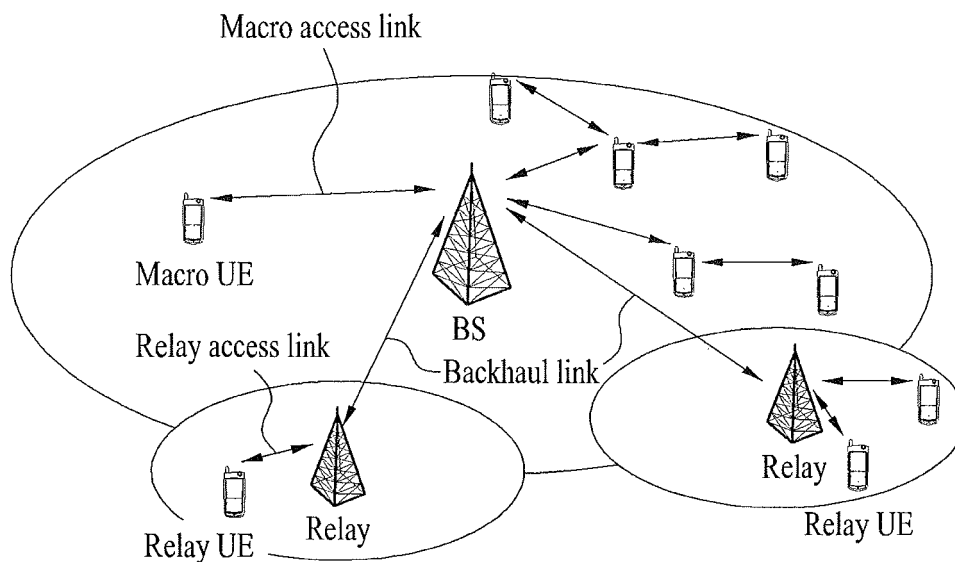 Macro access link
Macro UE
BS
Relay access link
Backhaul link
Relay
Relay UE
Relay
Relay UE